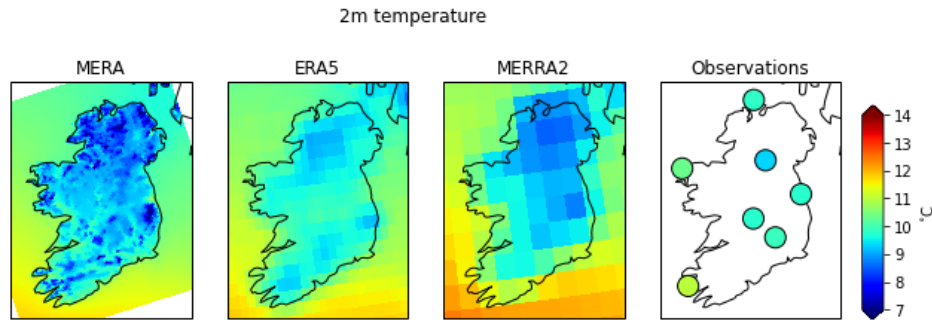 2m temperature
MERA
ERA5
MERRA2
Observations
14
13
12
11
10
9
8
7
°C